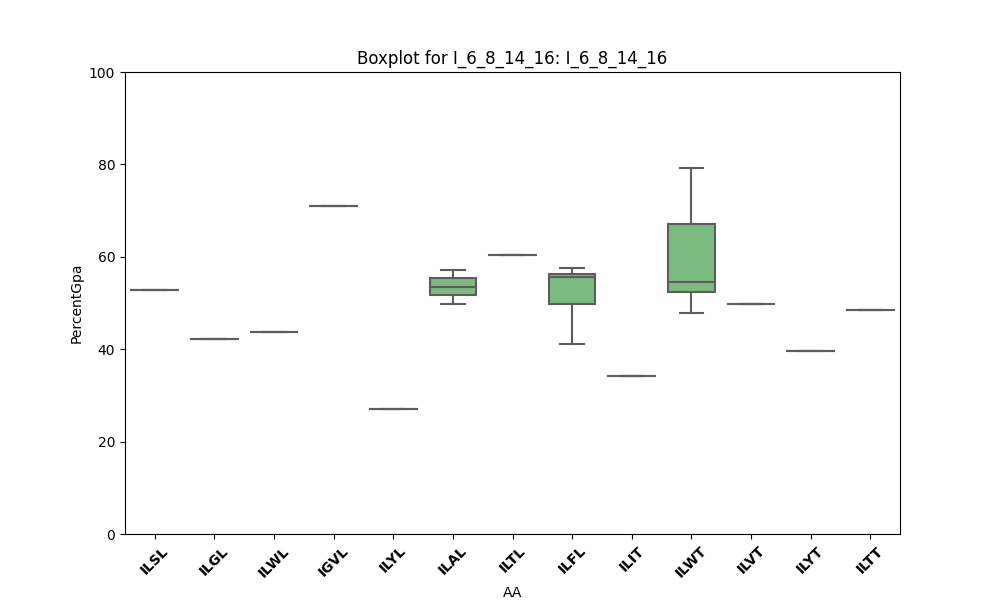 Boxplot for I_6_8_14_16: I_6_8_14_16
PercentGpa
100
80
60
40
20
0
ILSL ILGL ILWL IGVL ILYL ILAL ILTL ILFL ILIT ILWT ILVT ILYT ILTT
AA